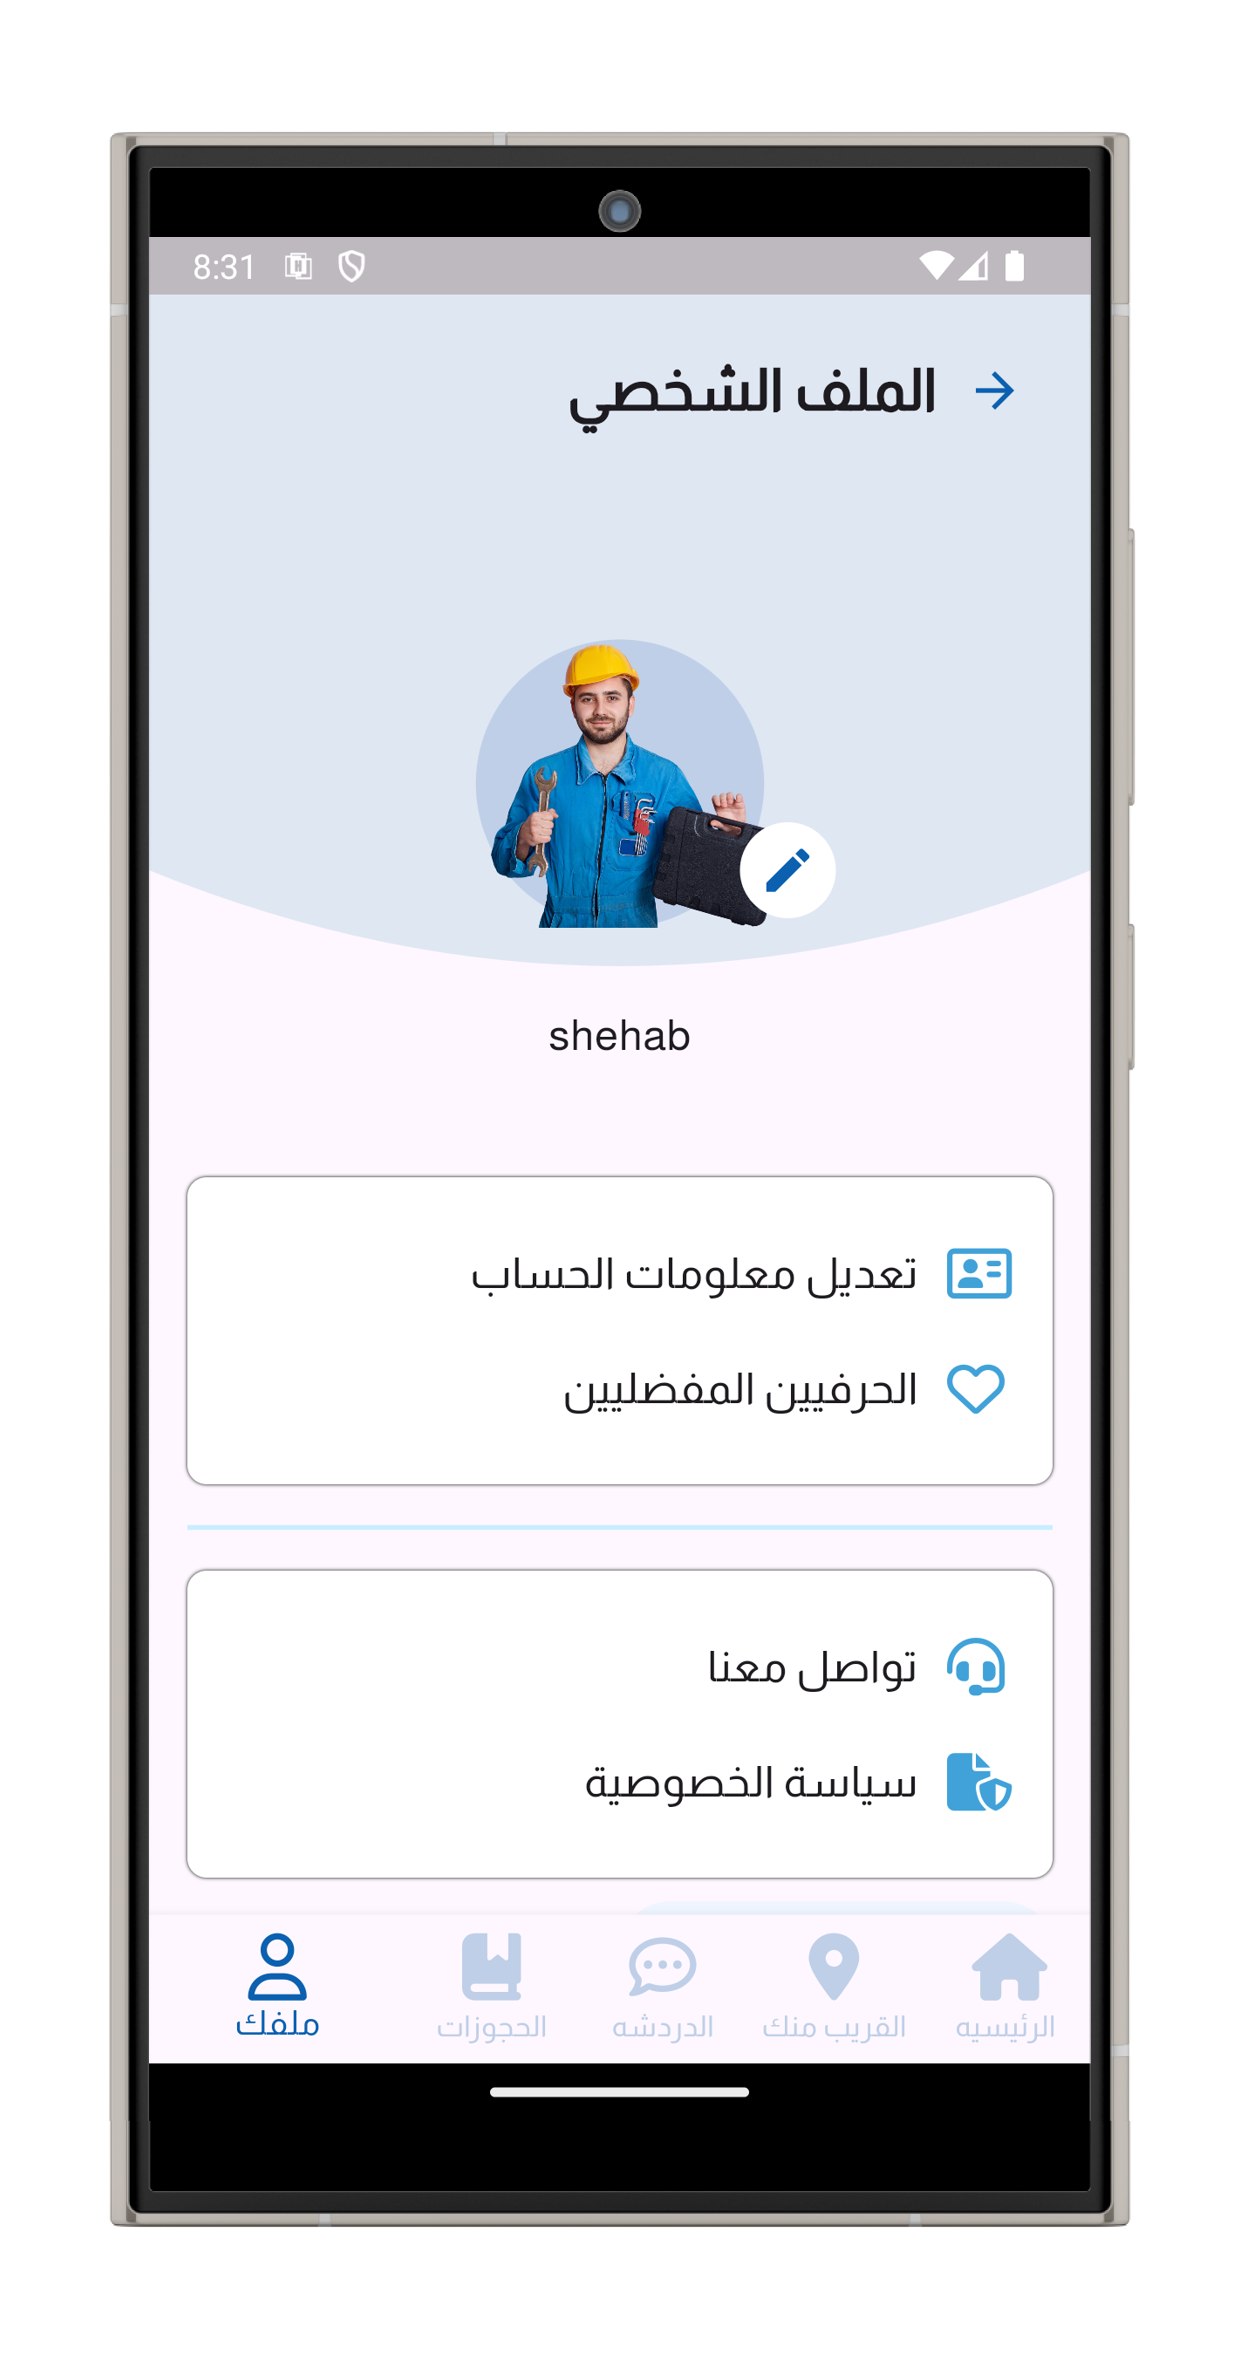 8:31
الملف الشخصي
shehab
تعديل معلومات الحساب
الحرفيين المفضليين
تواصل معنا
سياسة الخصوصية
الرئيسيه
القريب منك
الدردشه
الحجوزات
ملفك